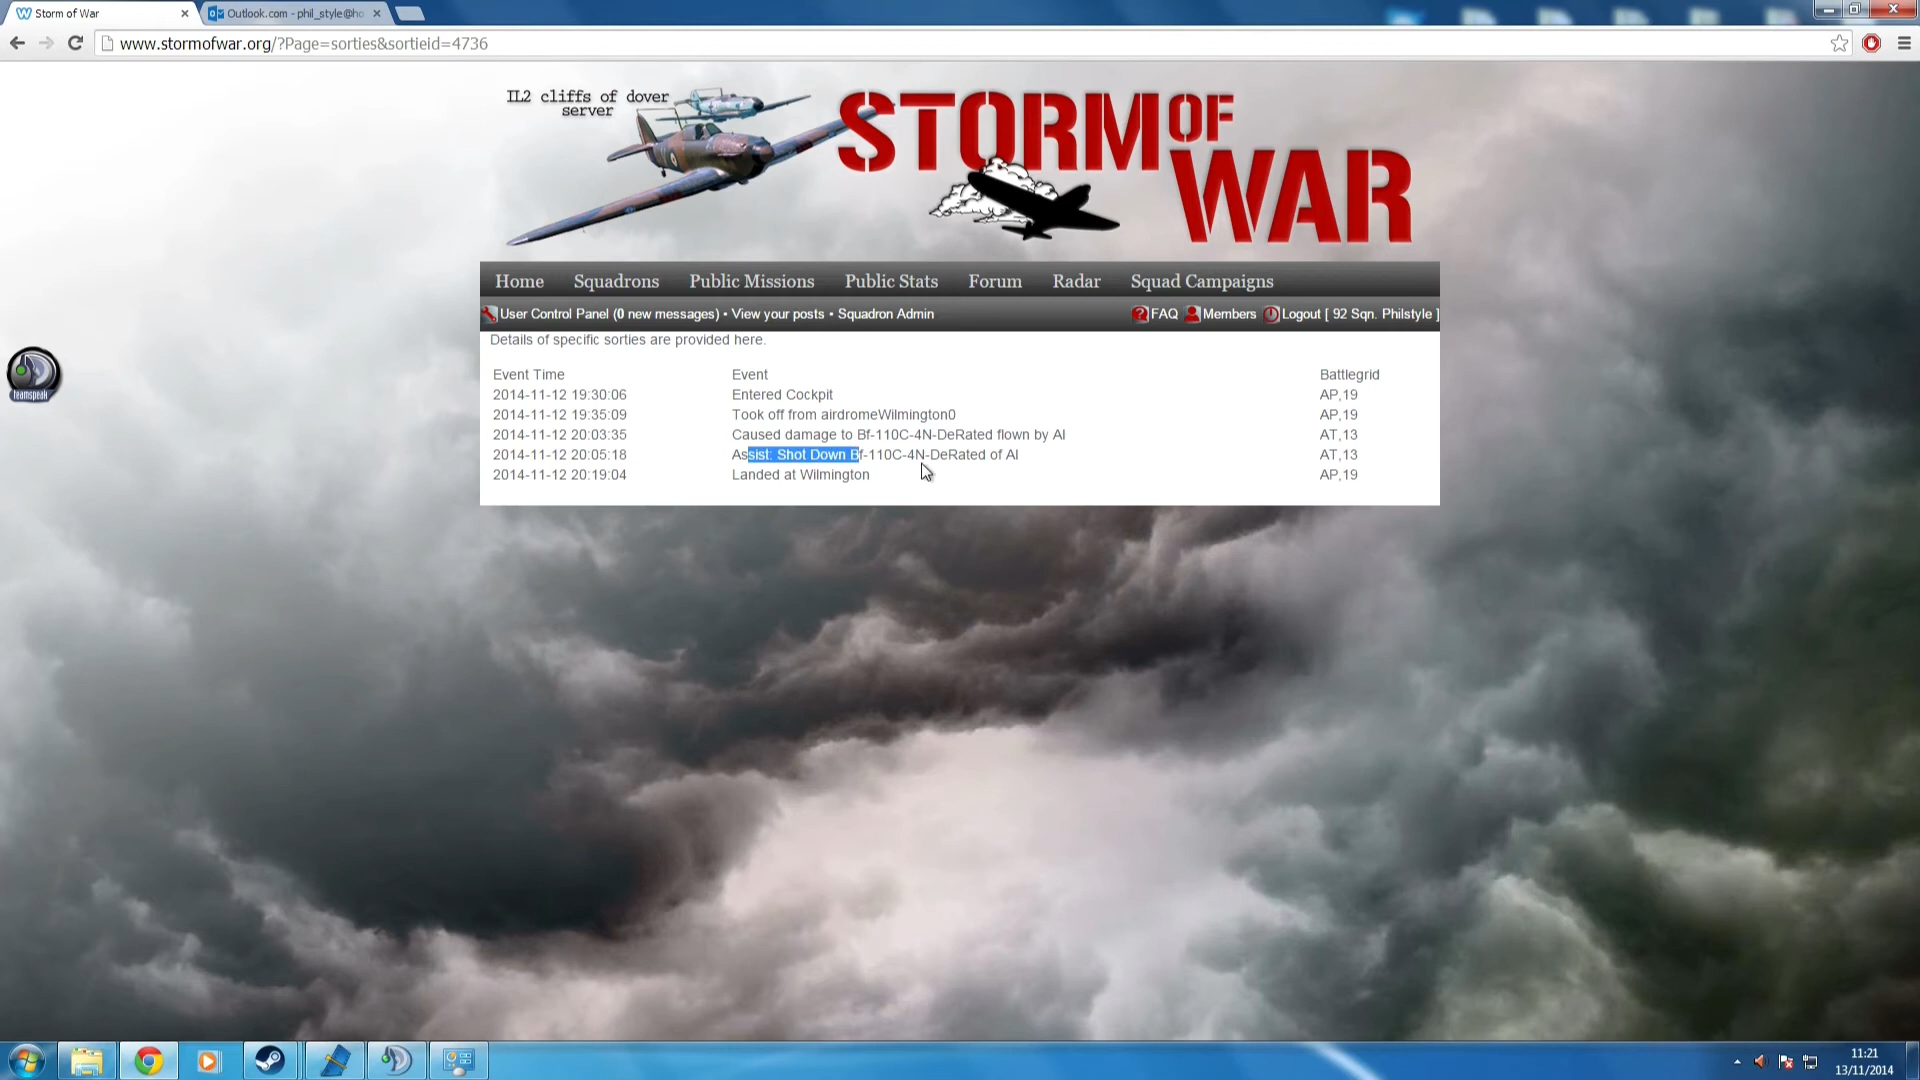 Storm of War
Outlook.com - phil_style@ho
www.stormofwar.org/?Page=sorties&sortieid=4736
IL2 cliffs of dover
server
STORM OF WAR
Home Squadrons Public Missions Public Stats Forum Radar Squad Campaigns
User Control Panel (0 new messages) • View your posts • Squadron Admin FAQ Members Logout [ 92 Sqn. Philstyle ]
Details of specific sorties are provided here.
Event Time Event Battlegrid
2014-11-12 19:30:06 Entered Cockpit AP,19
2014-11-12 19:35:09 Took off from airdromeWilmington0 AP,19
2014-11-12 20:03:35 Caused damage to Bf-110C-4N-DeRated flown by AI AT,13
2014-11-12 20:05:18 Assist: Shot Down Bf-110C-4N-DeRated of AI AT,13
2014-11-12 20:19:04 Landed at Wilmington AP,19
teamspeak
11:21
13/11/2014